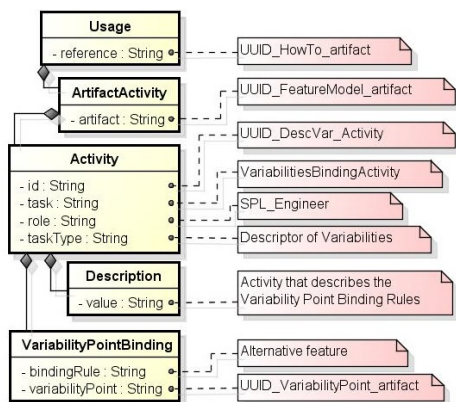 Usage
- reference : String
UUID_HowTo_artifact
ArtifactActivity
- artifact : String
UUID_FeatureModel_artifact
Activity
- id : String
- task : String
- role : String
- taskType : String
UUID_DescVar_Activity
VariabilitiesBindingActivity
SPL_Engineer
Descriptor of Variabilities
Description
- value : String
Activity that describes the
Variability Point Binding Rules
VariabilityPointBinding
- bindingRule : String
- variabilityPoint : String
Alternative feature
UUID_VariabilityPoint_artifact